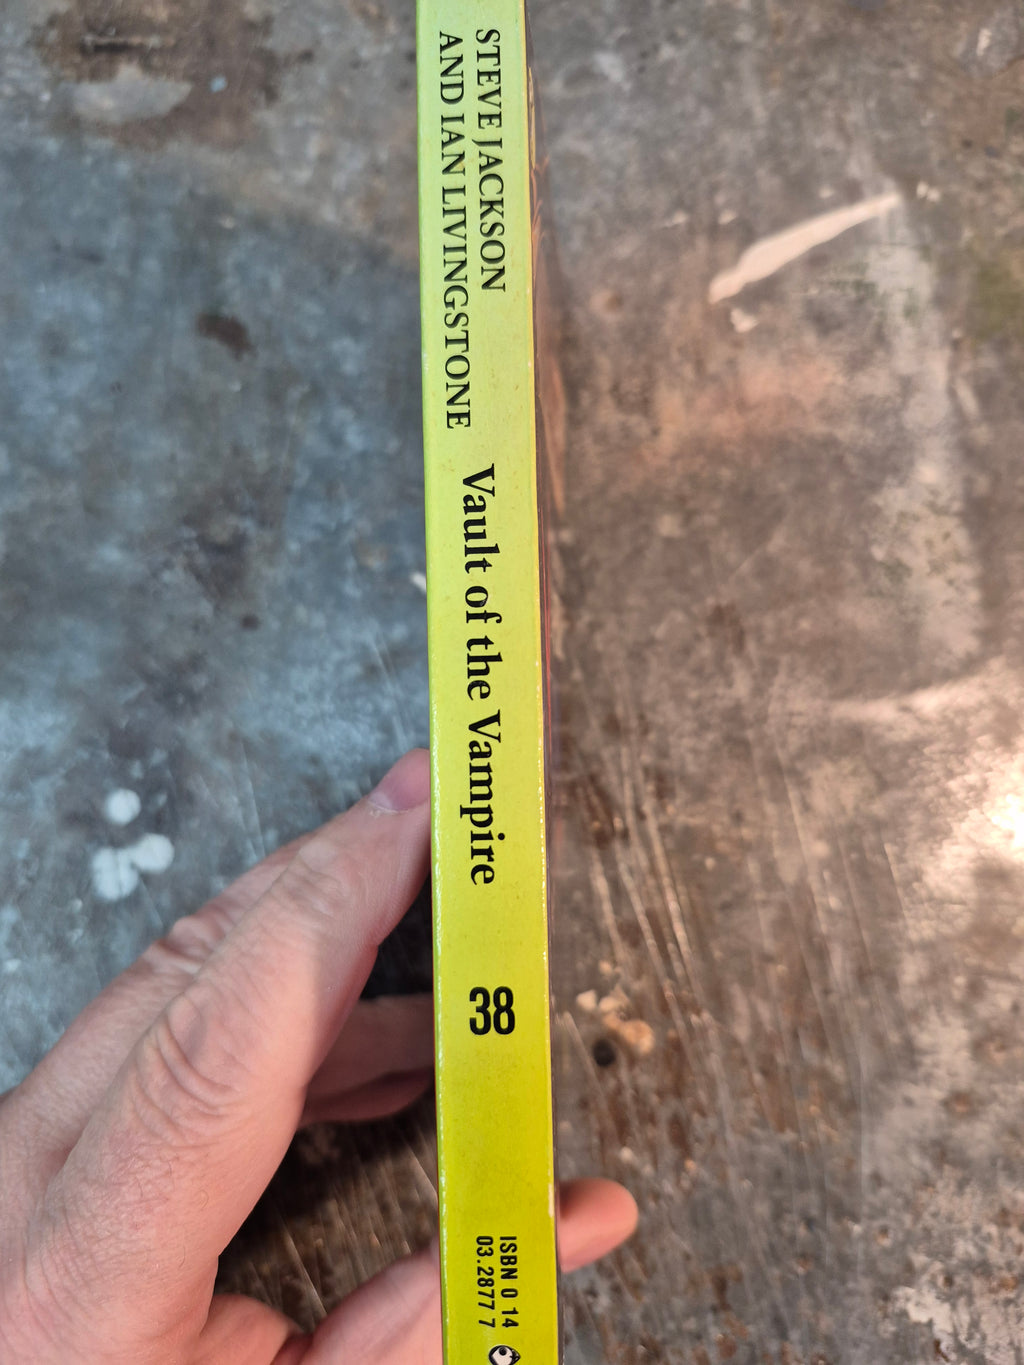 STEVE JACKSON
AND IAN LIVINGSTONE
Vault of the Vampire
38
ISBN 0 14
03.2877 7